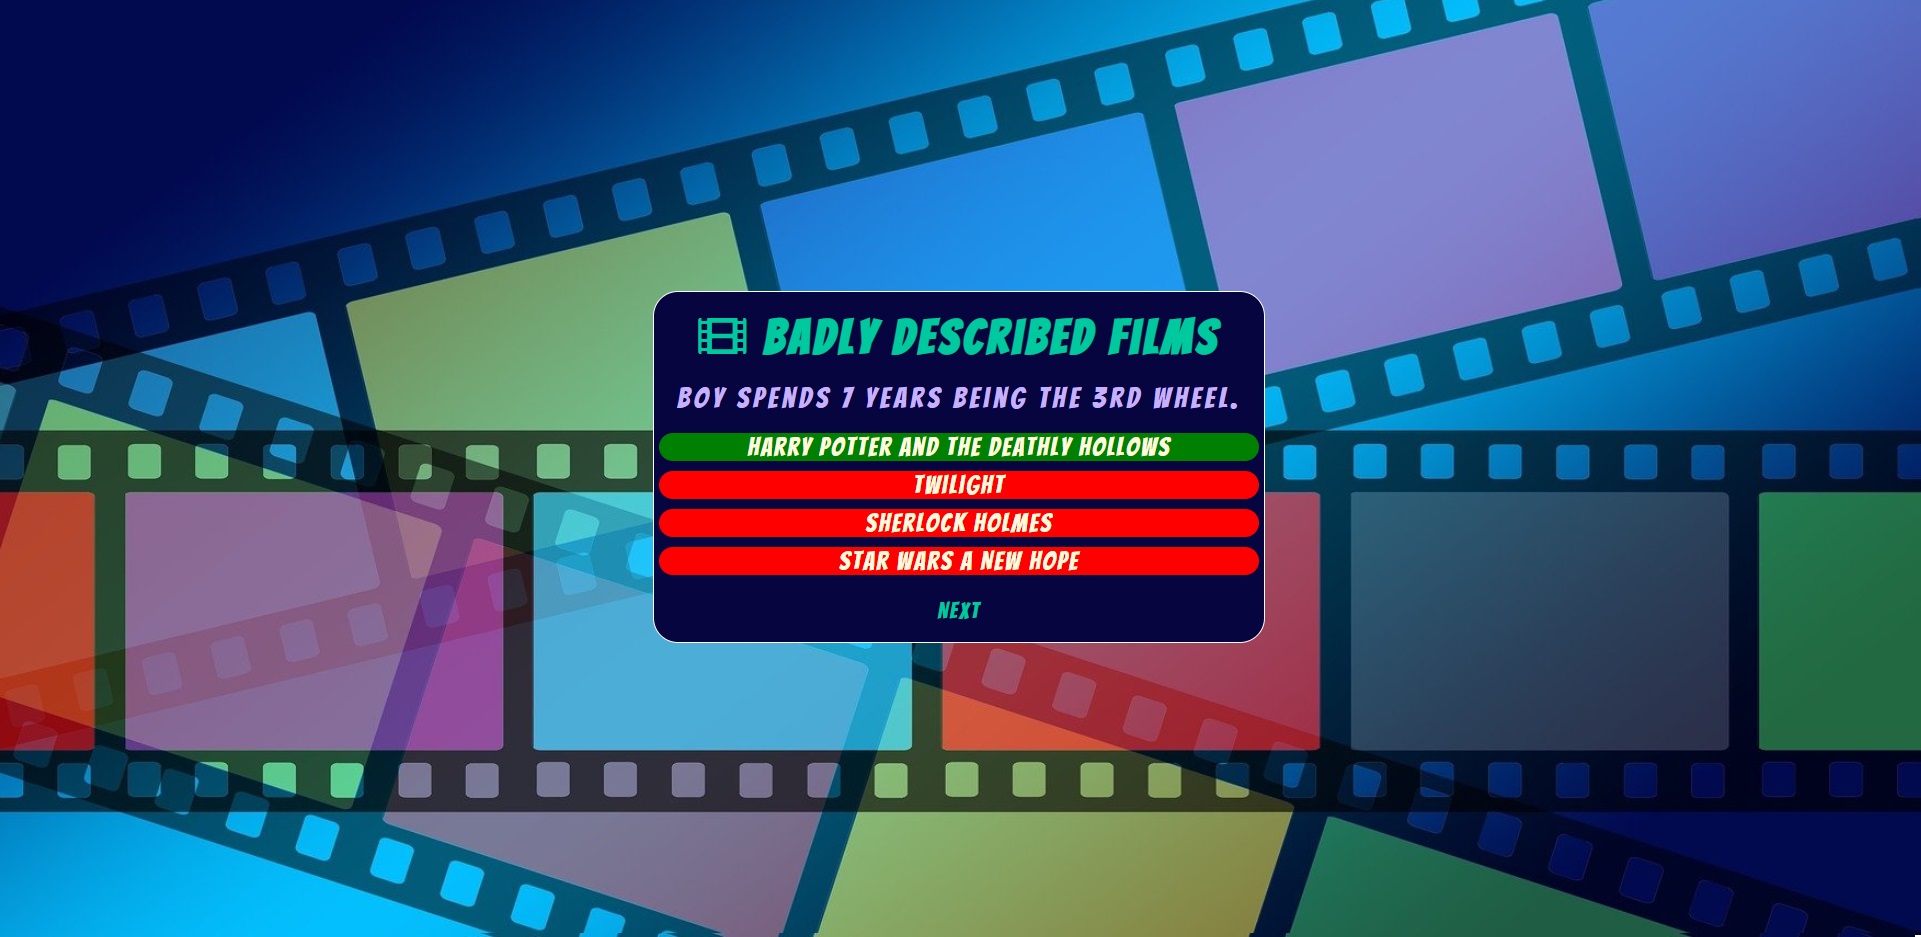 BADLY DESCRIBED FILMS
BOY SPENDS 7 YEARS BEING THE 3RD WHEEL.
HARRY POTTER AND THE DEATHLY HOLLOWS
TWILIGHT
SHERLOCK HOLMES
STAR WARS A NEW HOPE
NEXT